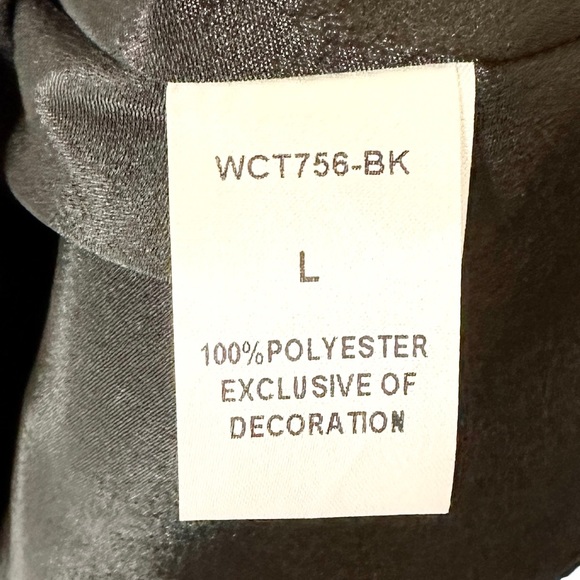 WCT756-BK
L
100%POLYESTER
EXCLUSIVE OF
DECORATION